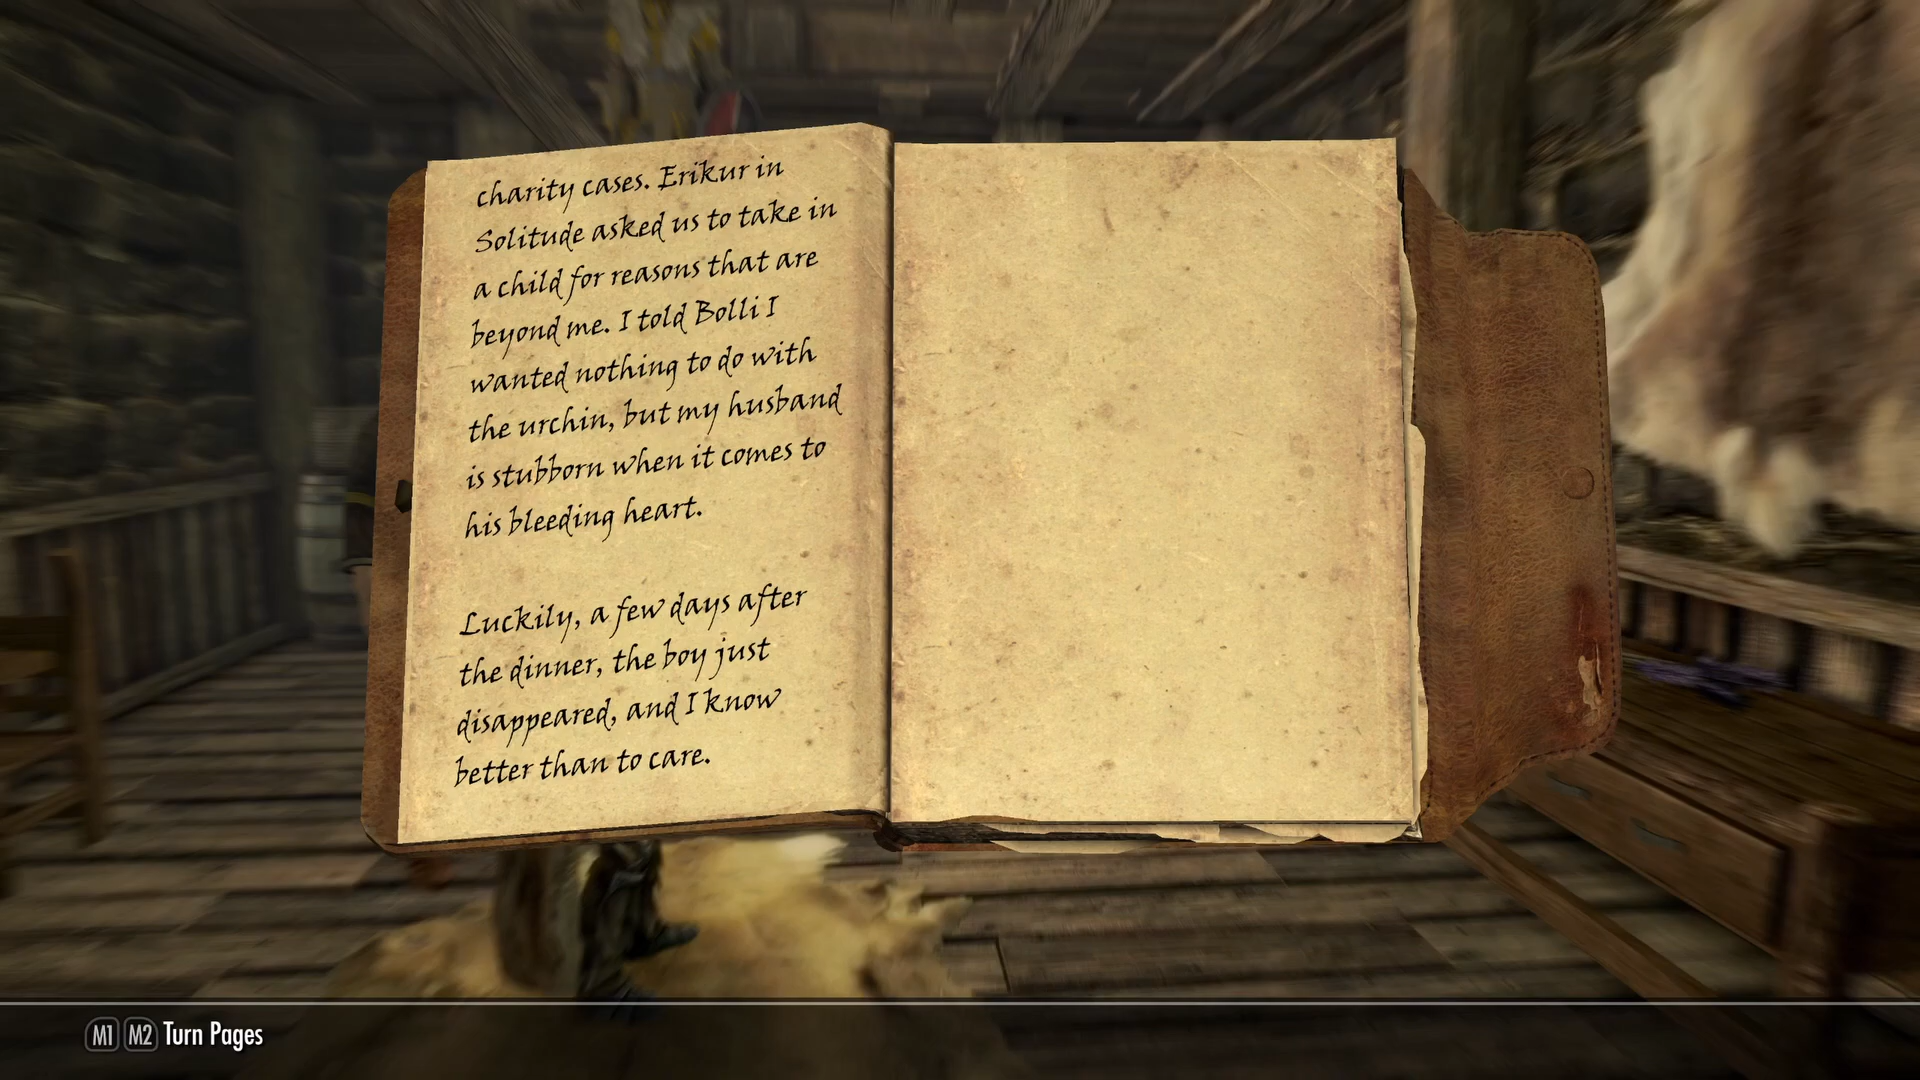 charity cases. Erikur in
Solitude asked us to take in
a child for reasons that are
beyond me. I told Bolli I
wanted nothing to do with
the urchin, but my husband
is stubborn when it comes to
his bleeding heart.
Luckily, a few days after
the dinner, the boy just
disappeared, and I know
better than to care.
M1 M2 Turn Pages